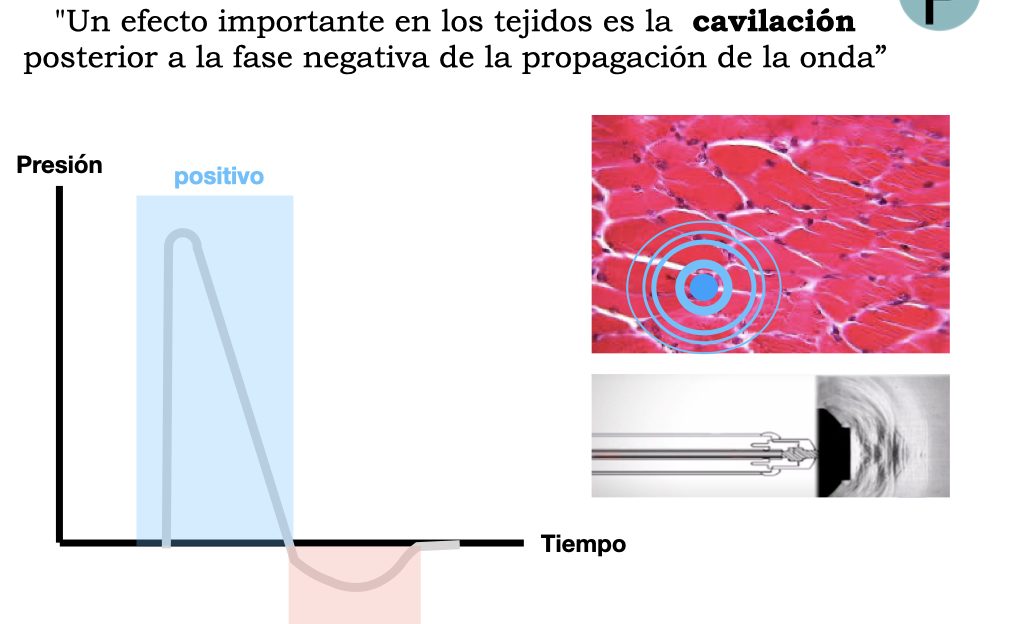 "Un efecto importante en los tejidos es la cavilación
posterior a la fase negativa de la propagación de la onda”
Presión
positivo
Tiempo